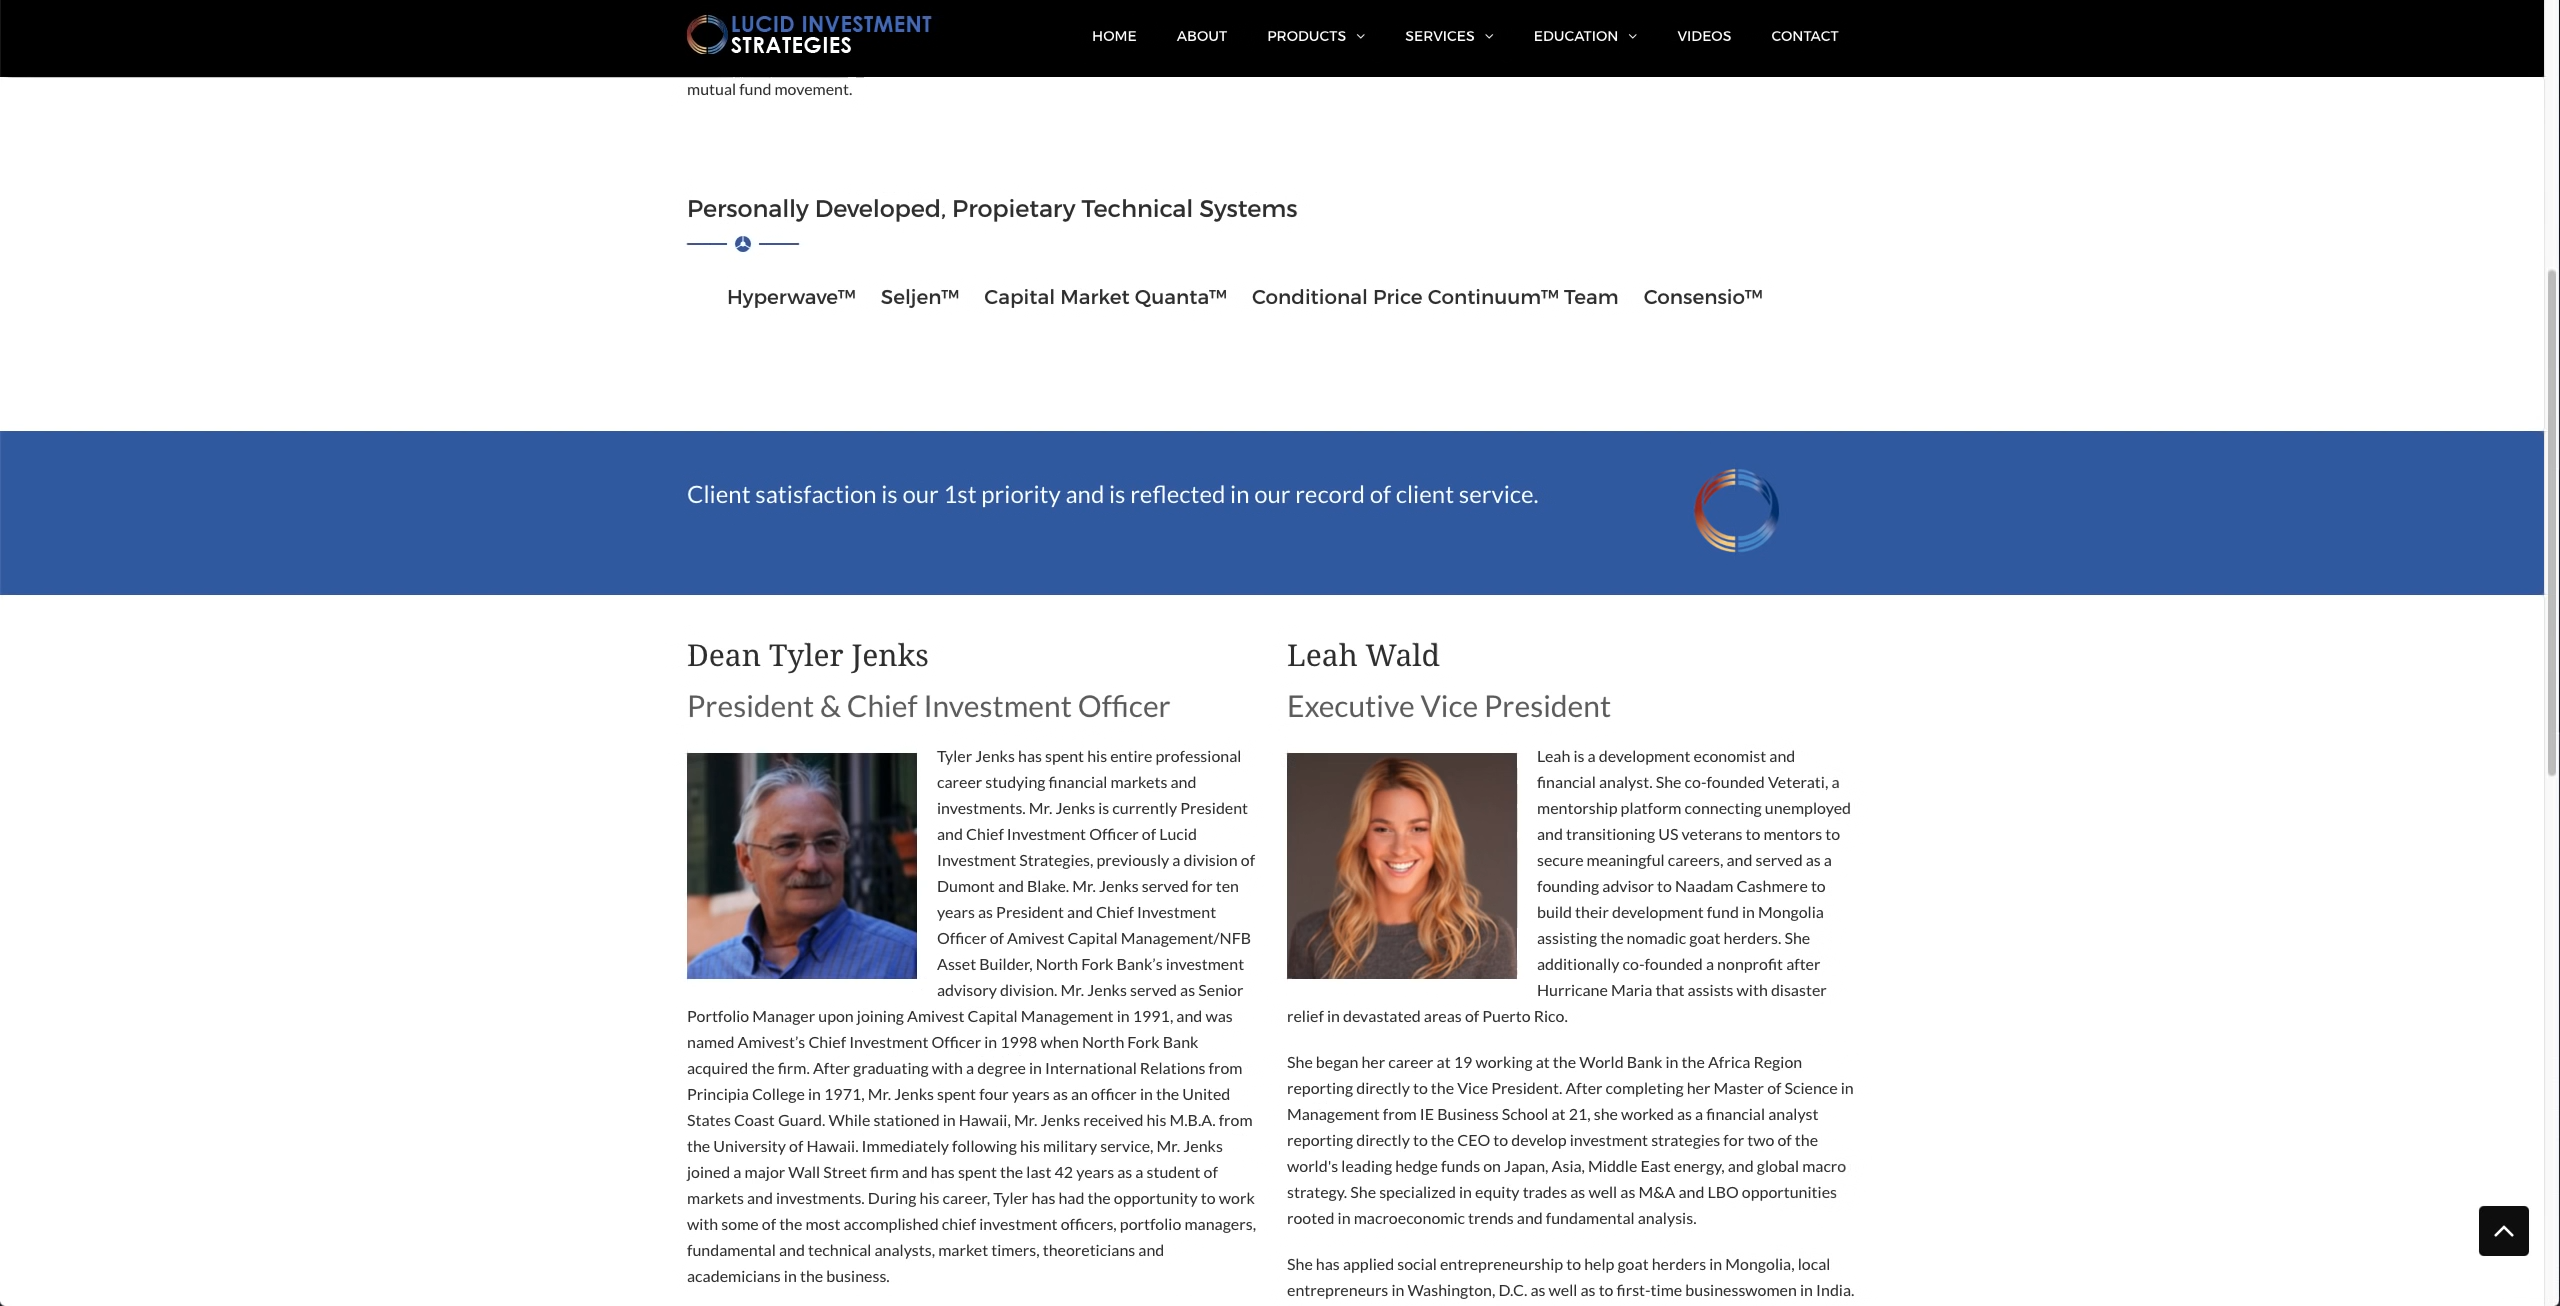 LUCID INVESTMENT
STRATEGIES
HOME ABOUT PRODUCTS SERVICES EDUCATION VIDEOS CONTACT
mutual fund movement.
Personally Developed, Propietary Technical Systems
Hyperwave™ Seljen™ Capital Market Quanta™ Conditional Price Continuum™ Team Consensio™
Client satisfaction is our 1st priority and is reflected in our record of client service.
Dean Tyler Jenks
President & Chief Investment Officer
Tyler Jenks has spent his entire professional
career studying financial markets and
investments. Mr. Jenks is currently President
and Chief Investment Officer of Lucid
Investment Strategies, previously a division of
Dumont and Blake. Mr. Jenks served for ten
years as President and Chief Investment
Officer of Amivest Capital Management/NFB
Asset Builder, North Fork Bank’s investment
advisory division. Mr. Jenks served as Senior
Portfolio Manager upon joining Amivest Capital Management in 1991, and was
named Amivest’s Chief Investment Officer in 1998 when North Fork Bank
acquired the firm. After graduating with a degree in International Relations from
Principia College in 1971, Mr. Jenks spent four years as an officer in the United
States Coast Guard. While stationed in Hawaii, Mr. Jenks received his M.B.A. from
the University of Hawaii. Immediately following his military service, Mr. Jenks
joined a major Wall Street firm and has spent the last 42 years as a student of
markets and investments. During his career, Tyler has had the opportunity to work
with some of the most accomplished chief investment officers, portfolio managers,
fundamental and technical analysts, market timers, theoreticians and
academicians in the business.
Leah Wald
Executive Vice President
Leah is a development economist and
financial analyst. She co-founded Veterati, a
mentorship platform connecting unemployed
and transitioning US veterans to mentors to
secure meaningful careers, and served as a
founding advisor to Naadam Cashmere to
build their development fund in Mongolia
assisting the nomadic goat herders. She
additionally co-founded a nonprofit after
Hurricane Maria that assists with disaster
relief in devastated areas of Puerto Rico.
She began her career at 19 working at the World Bank in the Africa Region
reporting directly to the Vice President. After completing her Master of Science in
Management from IE Business School at 21, she worked as a financial analyst
reporting directly to the CEO to develop investment strategies for two of the
world's leading hedge funds on Japan, Asia, Middle East energy, and global macro
strategy. She specialized in equity trades as well as M&A and LBO opportunities
rooted in macroeconomic trends and fundamental analysis.
She has applied social entrepreneurship to help goat herders in Mongolia, local
entrepreneurs in Washington, D.C. as well as to first-time businesswomen in India.